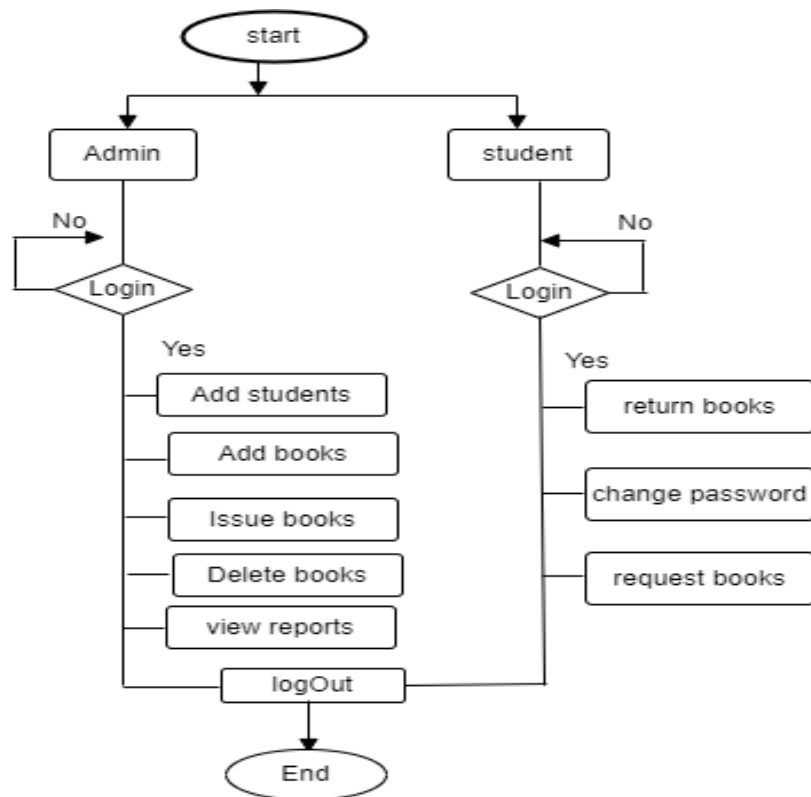 start
Admin
student
No
No
Login
Login
Yes
Yes
Add students
return books
Add books
change password
Issue books
Delete books
request books
view reports
logOut
End